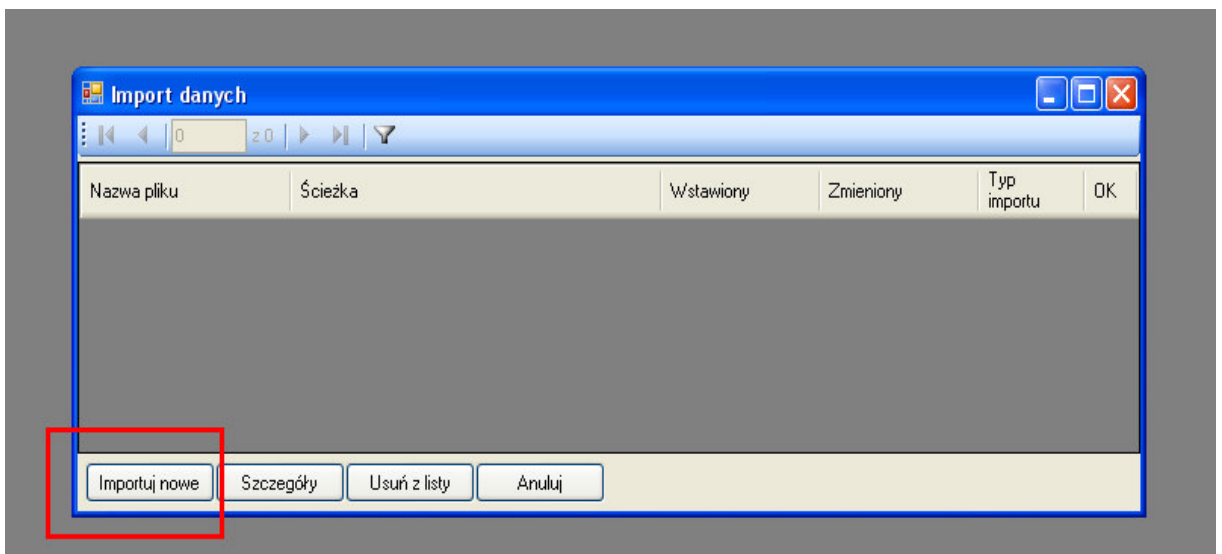 Import danych
0 z 0
Nazwa pliku Ścieżka Wstawiony Zmieniony Typ importu OK
Importuj nowe Szczegóły Usuń z listy Anuluj